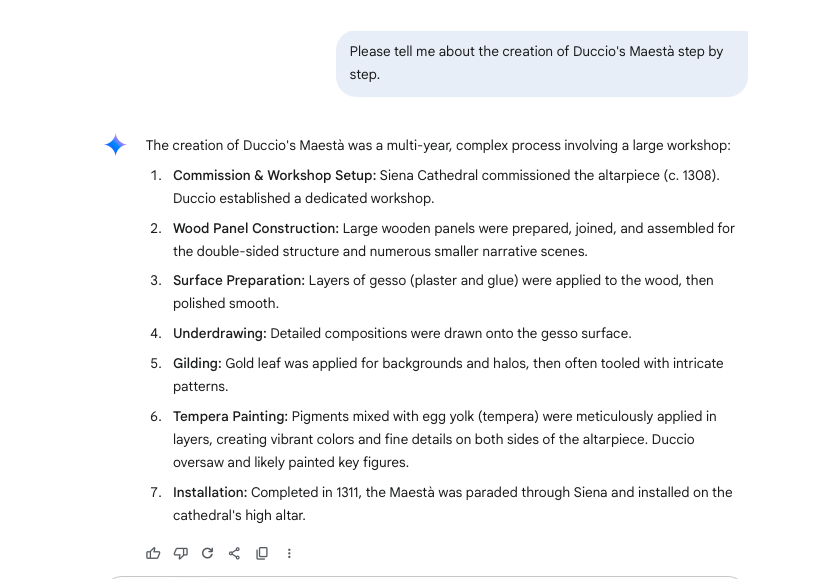 Please tell me about the creation of Duccio's Maestà step by
step.
The creation of Duccio's Maestà was a multi-year, complex process involving a large workshop:
1. Commission & Workshop Setup: Siena Cathedral commissioned the altarpiece (c. 1308).
Duccio established a dedicated workshop.
2. Wood Panel Construction: Large wooden panels were prepared, joined, and assembled for
the double-sided structure and numerous smaller narrative scenes.
3. Surface Preparation: Layers of gesso (plaster and glue) were applied to the wood, then
polished smooth.
4. Underdrawing: Detailed compositions were drawn onto the gesso surface.
5. Gilding: Gold leaf was applied for backgrounds and halos, then often tooled with intricate
patterns.
6. Tempera Painting: Pigments mixed with egg yolk (tempera) were meticulously applied in
layers, creating vibrant colors and fine details on both sides of the altarpiece. Duccio
oversaw and likely painted key figures.
7. Installation: Completed in 1311, the Maestà was paraded through Siena and installed on the
cathedral's high altar.